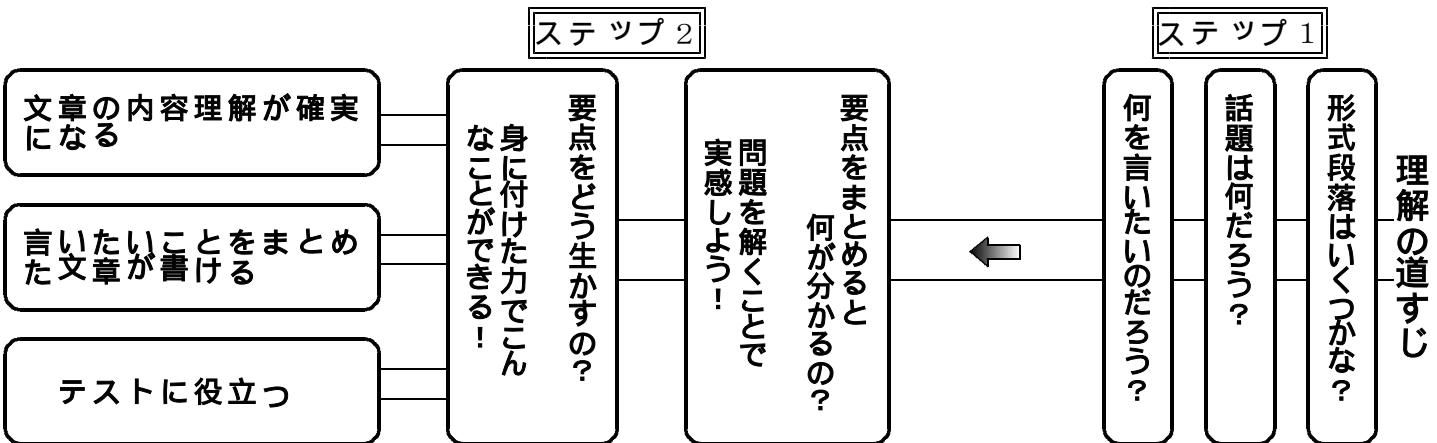 理解の道すじ
ステップ１
形式段落はいくつかな？
話題は何だろう？
何を言いたいのだろう？
ステップ２
要点をまとめると
何が分かるの？
問題を解くことで
実感しよう！
要点をどう生かすの？
身に付けた力でこん
なことができる！
文章の内容理解が確実
になる
言いたいことをまとめ
た文章が書ける
テストに役立つ